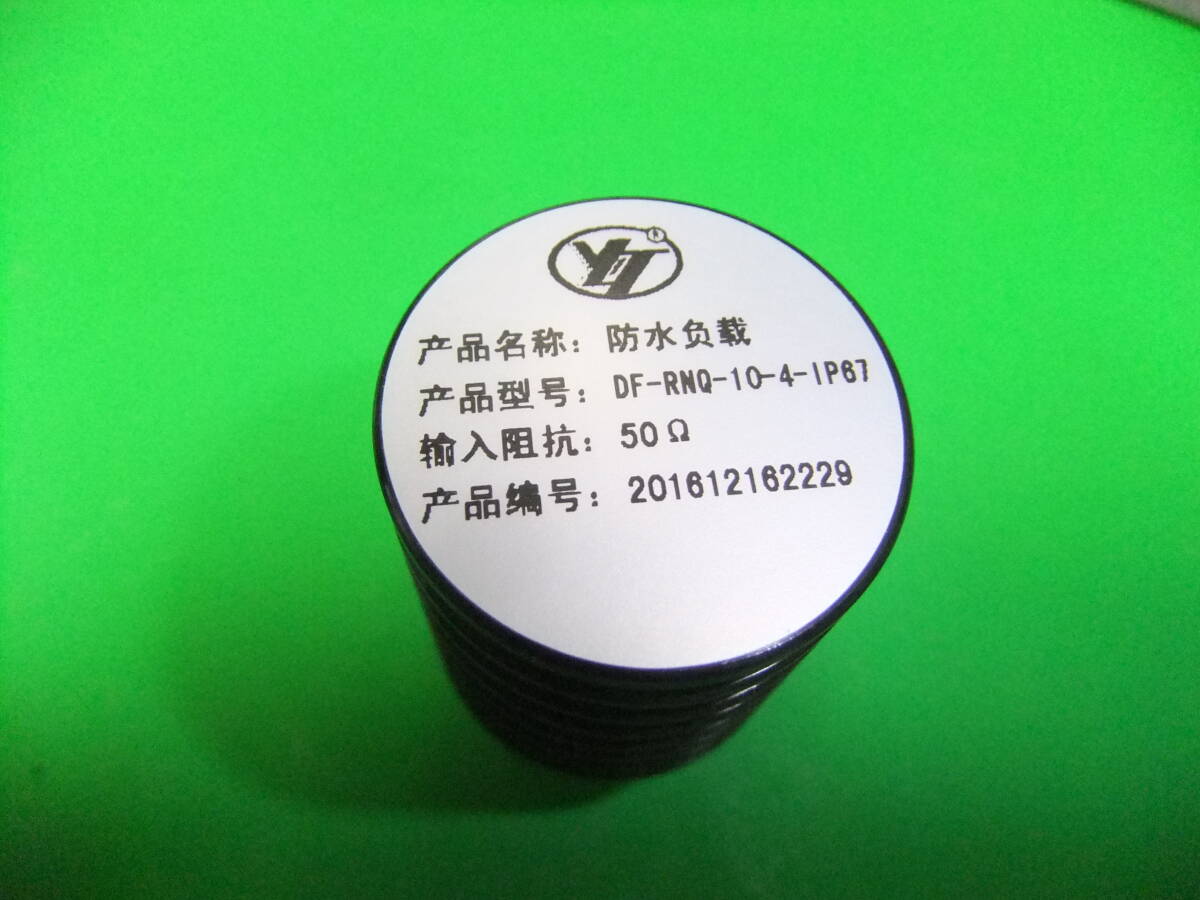 YT®
产品名称：防水负载
产品型号：DF-RNQ-10-4-IP67
输入阻抗：50Ω
产品编号：201612162229